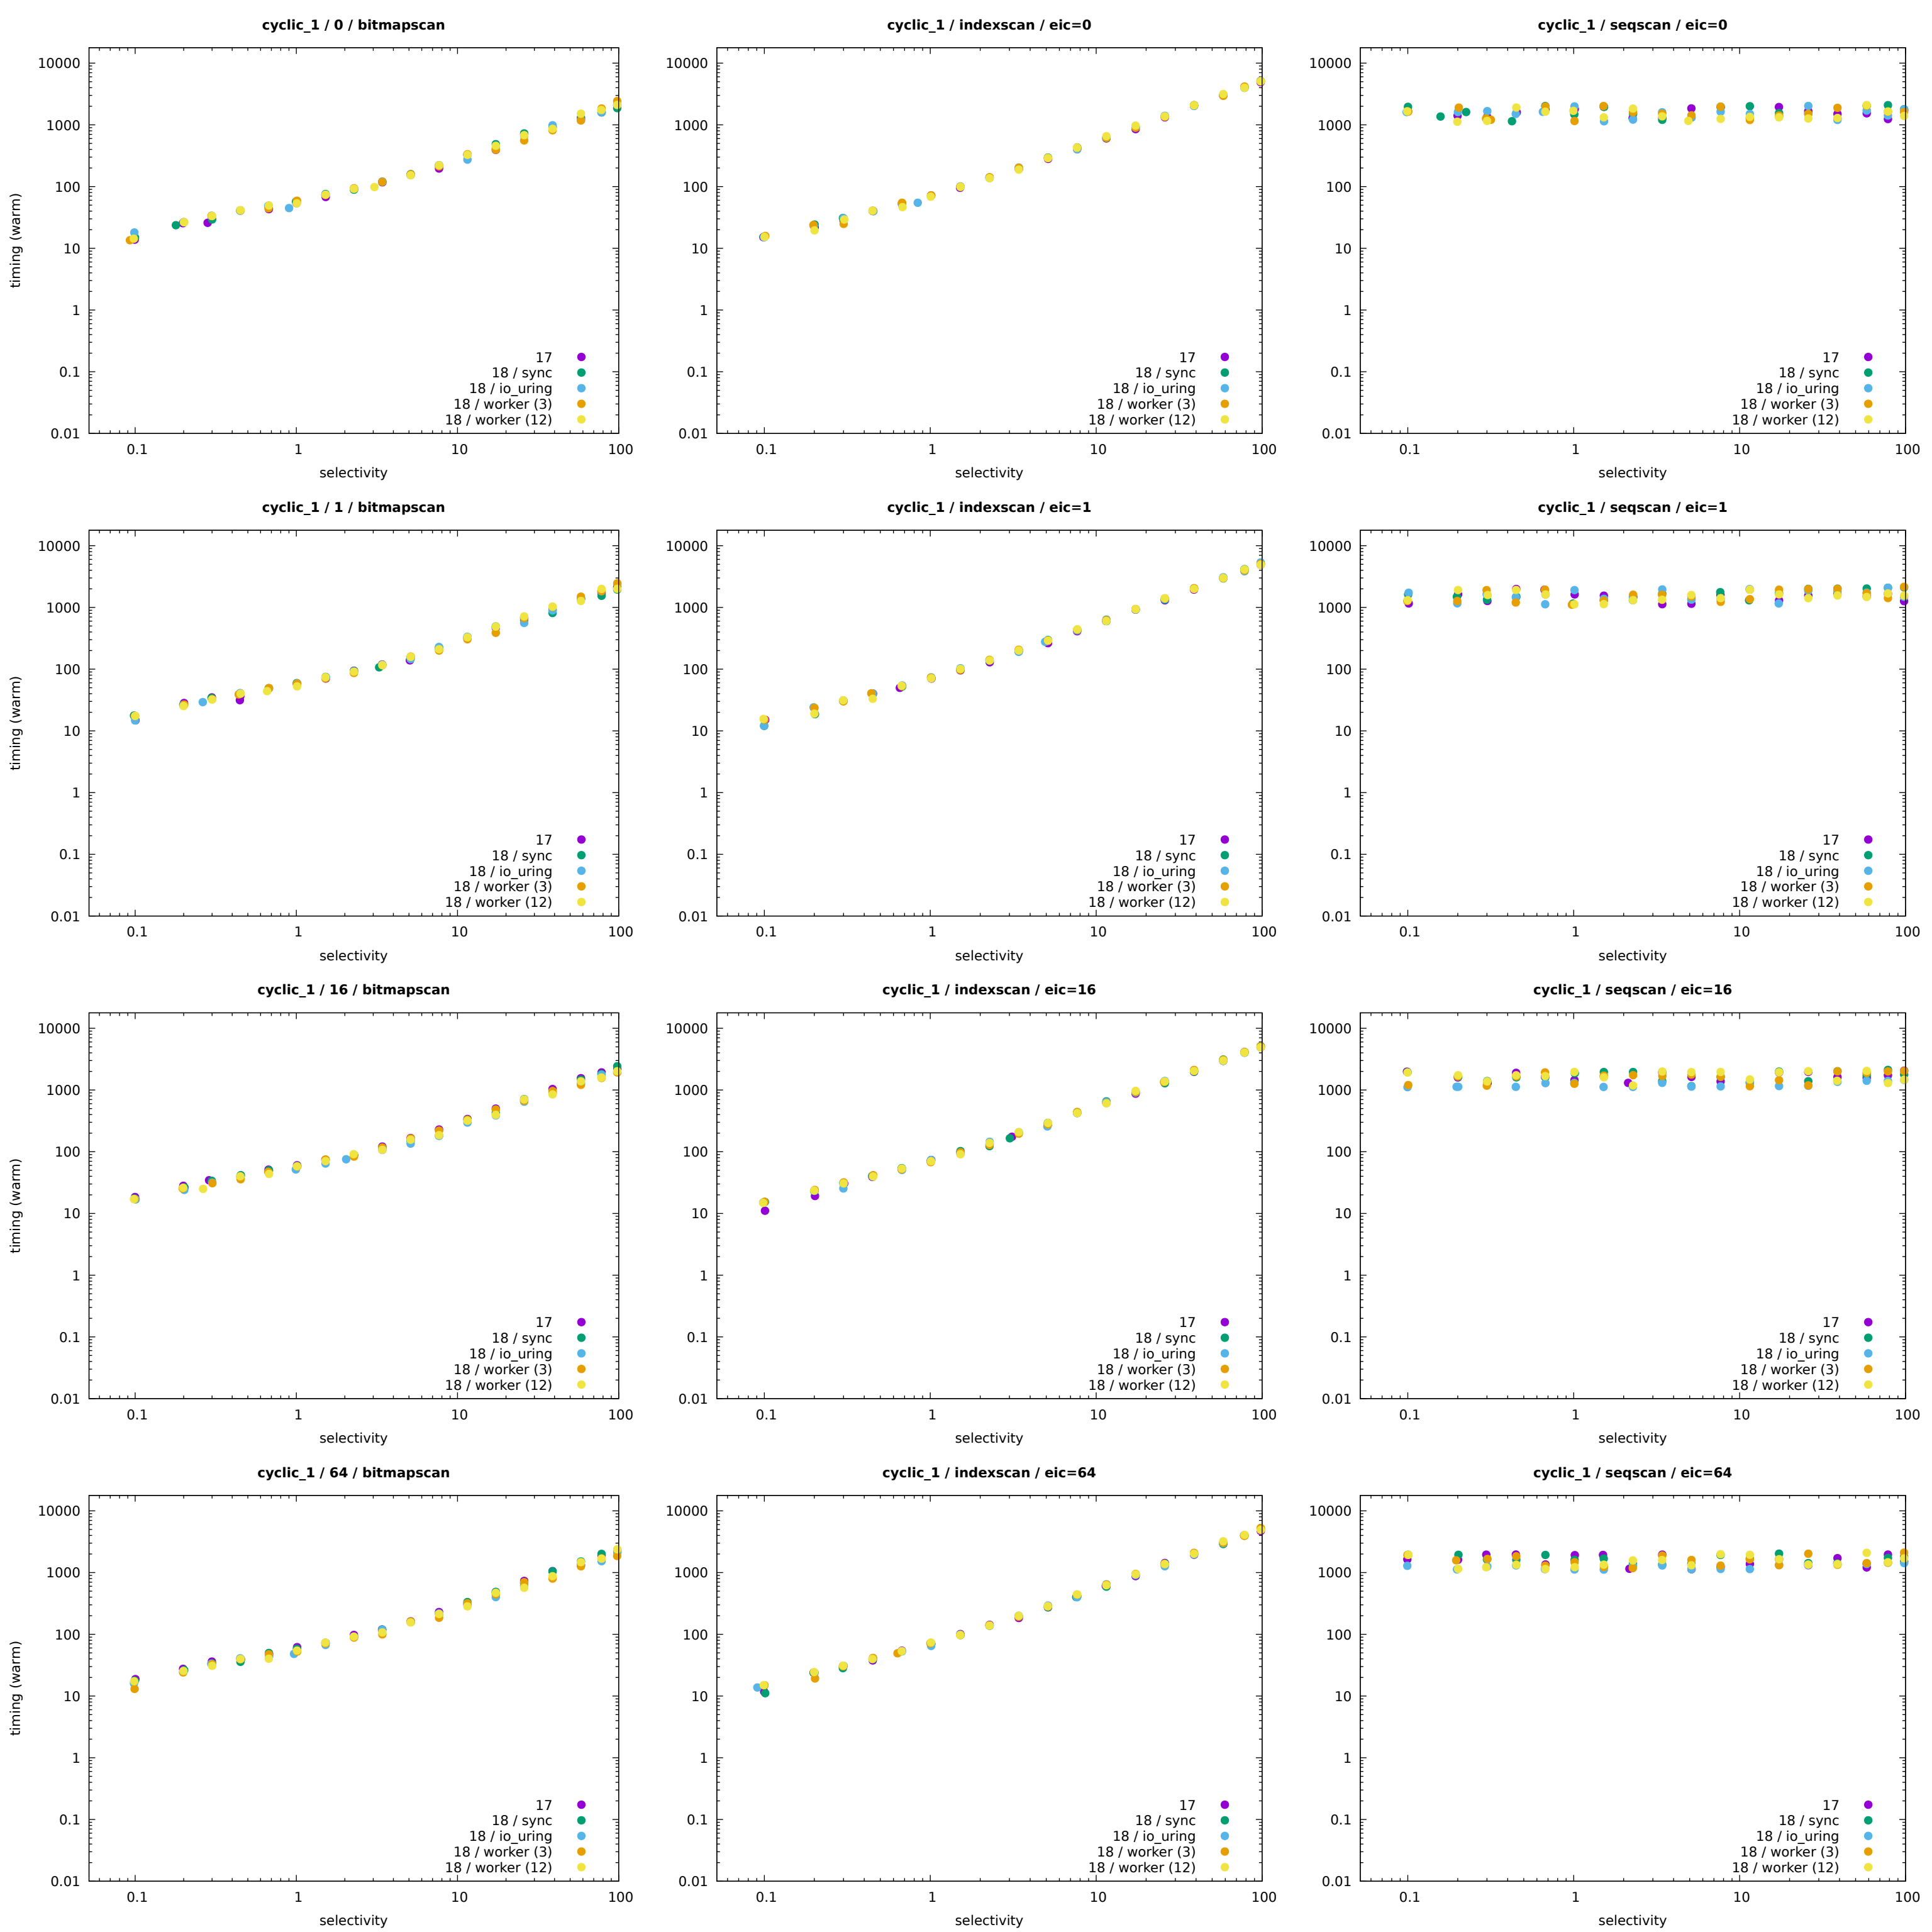 cyclic_1 / 0 / bitmapscan
timing (warm)
10000
1000
100
10
1
0.1
0.01
17
18 / sync
18 / io_uring
18 / worker (3)
18 / worker (12)
0.1 1 10 100
selectivity
cyclic_1 / indexscan / eic=0
10000
1000
100
10
1
0.1
0.01
17
18 / sync
18 / io_uring
18 / worker (3)
18 / worker (12)
0.1 1 10 100
selectivity
cyclic_1 / seqscan / eic=0
10000
1000
100
10
1
0.1
0.01
17
18 / sync
18 / io_uring
18 / worker (3)
18 / worker (12)
0.1 1 10 100
selectivity
cyclic_1 / 1 / bitmapscan
timing (warm)
10000
1000
100
10
1
0.1
0.01
17
18 / sync
18 / io_uring
18 / worker (3)
18 / worker (12)
0.1 1 10 100
selectivity
cyclic_1 / indexscan / eic=1
10000
1000
100
10
1
0.1
0.01
17
18 / sync
18 / io_uring
18 / worker (3)
18 / worker (12)
0.1 1 10 100
selectivity
cyclic_1 / seqscan / eic=1
10000
1000
100
10
1
0.1
0.01
17
18 / sync
18 / io_uring
18 / worker (3)
18 / worker (12)
0.1 1 10 100
selectivity
cyclic_1 / 16 / bitmapscan
timing (warm)
10000
1000
100
10
1
0.1
0.01
17
18 / sync
18 / io_uring
18 / worker (3)
18 / worker (12)
0.1 1 10 100
selectivity
cyclic_1 / indexscan / eic=16
10000
1000
100
10
1
0.1
0.01
17
18 / sync
18 / io_uring
18 / worker (3)
18 / worker (12)
0.1 1 10 100
selectivity
cyclic_1 / seqscan / eic=16
10000
1000
100
10
1
0.1
0.01
17
18 / sync
18 / io_uring
18 / worker (3)
18 / worker (12)
0.1 1 10 100
selectivity
cyclic_1 / 64 / bitmapscan
timing (warm)
10000
1000
100
10
1
0.1
0.01
17
18 / sync
18 / io_uring
18 / worker (3)
18 / worker (12)
0.1 1 10 100
selectivity
cyclic_1 / indexscan / eic=64
10000
1000
100
10
1
0.1
0.01
17
18 / sync
18 / io_uring
18 / worker (3)
18 / worker (12)
0.1 1 10 100
selectivity
cyclic_1 / seqscan / eic=64
10000
1000
100
10
1
0.1
0.01
17
18 / sync
18 / io_uring
18 / worker (3)
18 / worker (12)
0.1 1 10 100
selectivity